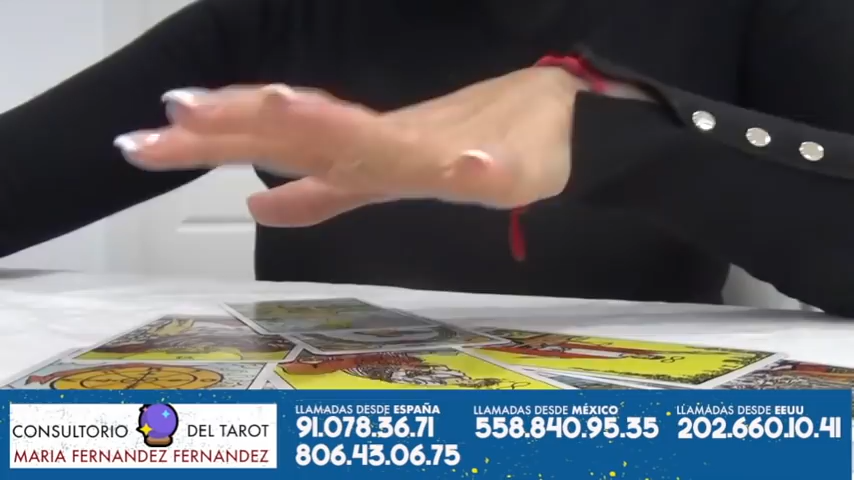 CONSULTORIO DEL TAROT
MARIA FERNANDEZ FERNANDEZ
LLAMADAS DESDE ESPAÑA
91.078.36.71
806.43.06.75
LLAMADAS DESDE MÉXICO
558.840.95.35
LLAMADAS DESDE EEUU
202.660.10.41